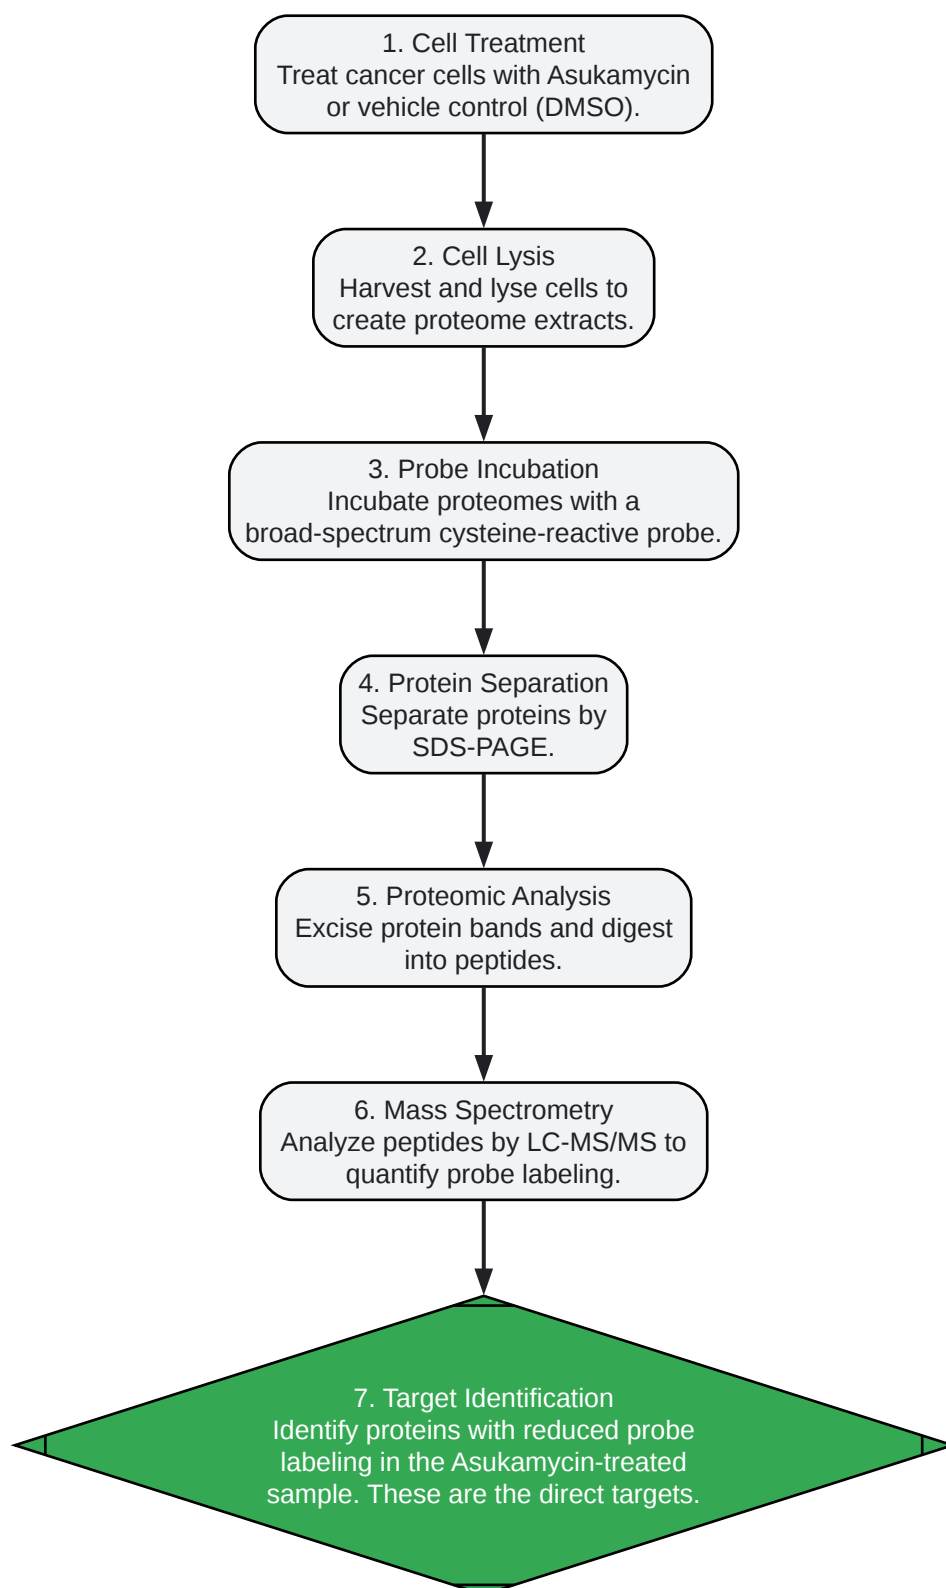 1. Cell Treatment
Treat cancer cells with Asukamycin
or vehicle control (DMSO).
2. Cell Lysis
Harvest and lyse cells to
create proteome extracts.
3. Probe Incubation
Incubate proteomes with a
broad-spectrum cysteine-reactive probe.
4. Protein Separation
Separate proteins by
SDS-PAGE.
5. Proteomic Analysis
Excise protein bands and digest
into peptides.
6. Mass Spectrometry
Analyze peptides by LC-MS/MS to
quantify probe labeling.
7. Target Identification
Identify proteins with reduced probe
labeling in the Asukamycin-treated
sample. These are the direct targets.